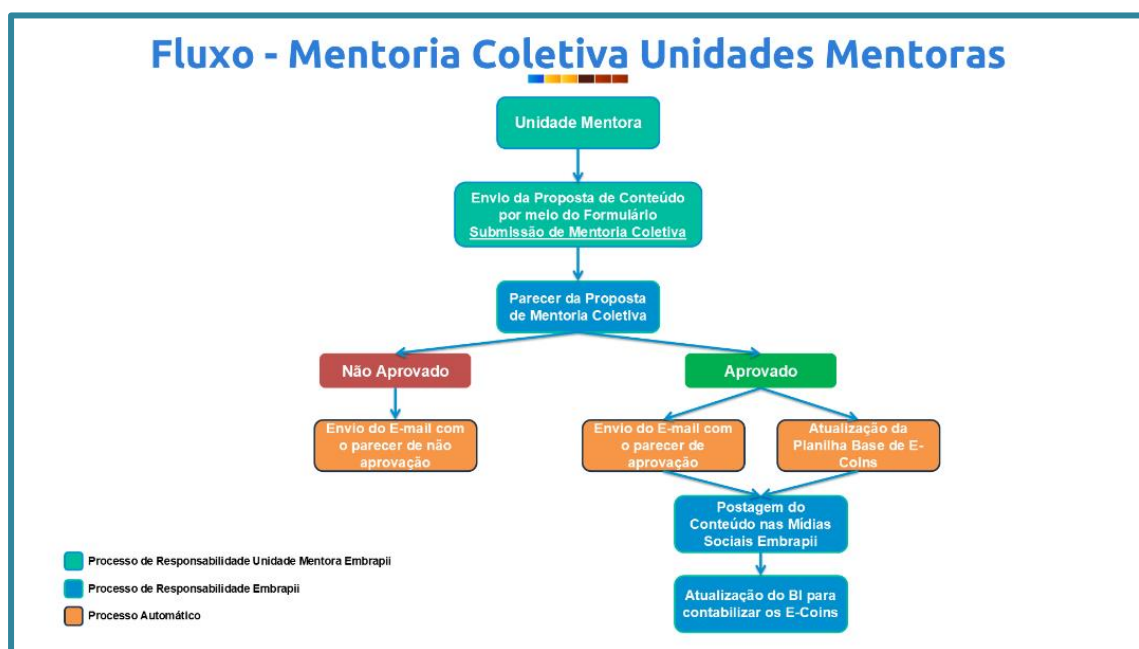 Fluxo - Mentoria Coletiva Unidades Mentoras
Unidade Mentora
Envio da Proposta de Conteúdo
por meio do Formulário
Submissão de Mentoria Coletiva
Parecer da Proposta
de Mentoria Coletiva
Não Aprovado
Aprovado
Envio do E-mail com
o parecer de não
aprovação
Envio do E-mail com
o parecer de
aprovação
Atualização da
Planilha Base de E-
Coins
Postagem do
Conteúdo nas Mídias
Sociais Embrapii
Atualização do BI para
contabilizar os E-Coins
Processo de Responsabilidade Unidade Mentora Embrapii
Processo de Responsabilidade Embrapii
Processo Automático